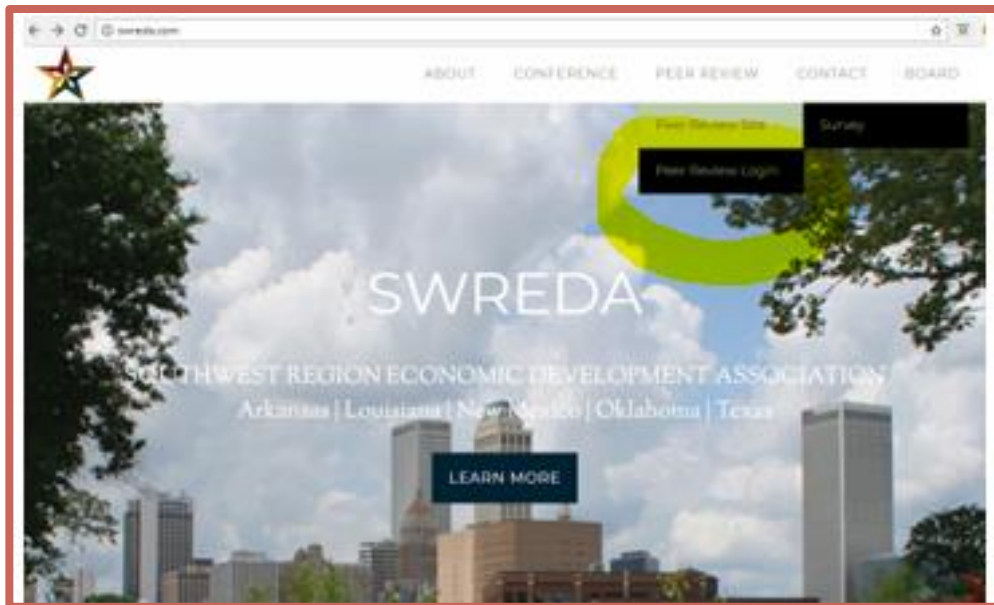 swreda.com
ABOUT CONFERENCE PEER REVIEW CONTACT BOARD
Peer Review Site Survey
Peer Review Login
SWREDA
SOUTHWEST REGION ECONOMIC DEVELOPMENT ASSOCIATION
Arkansas | Louisiana | New Mexico | Oklahoma | Texas
LEARN MORE